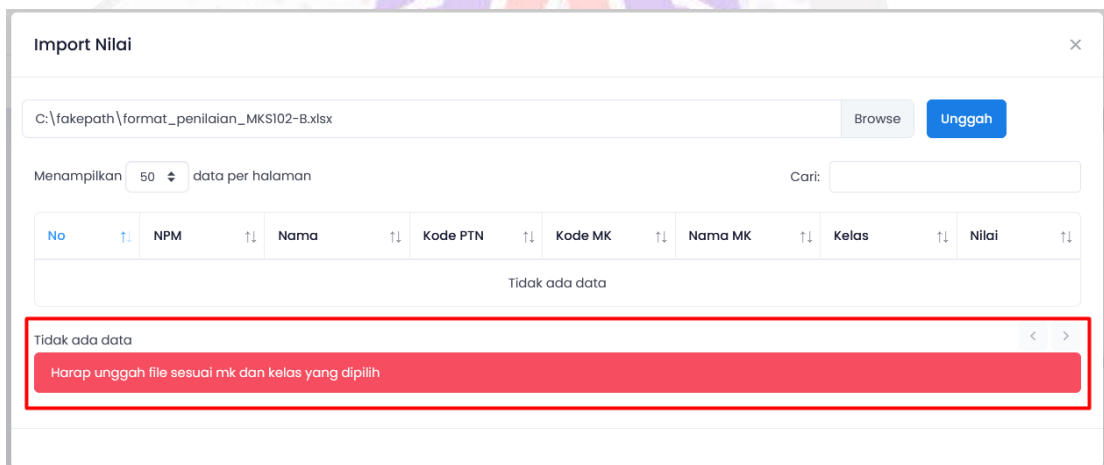 Import Nilai
C:\fakepath\format_penilaian_MKS102-B.xlsx Browse Unggah
Menampilkan 50 data per halaman Cari:
No NPM Nama Kode PTN Kode MK Nama MK Kelas Nilai
Tidak ada data
Tidak ada data
Harap unggah file sesuai mk dan kelas yang dipilih